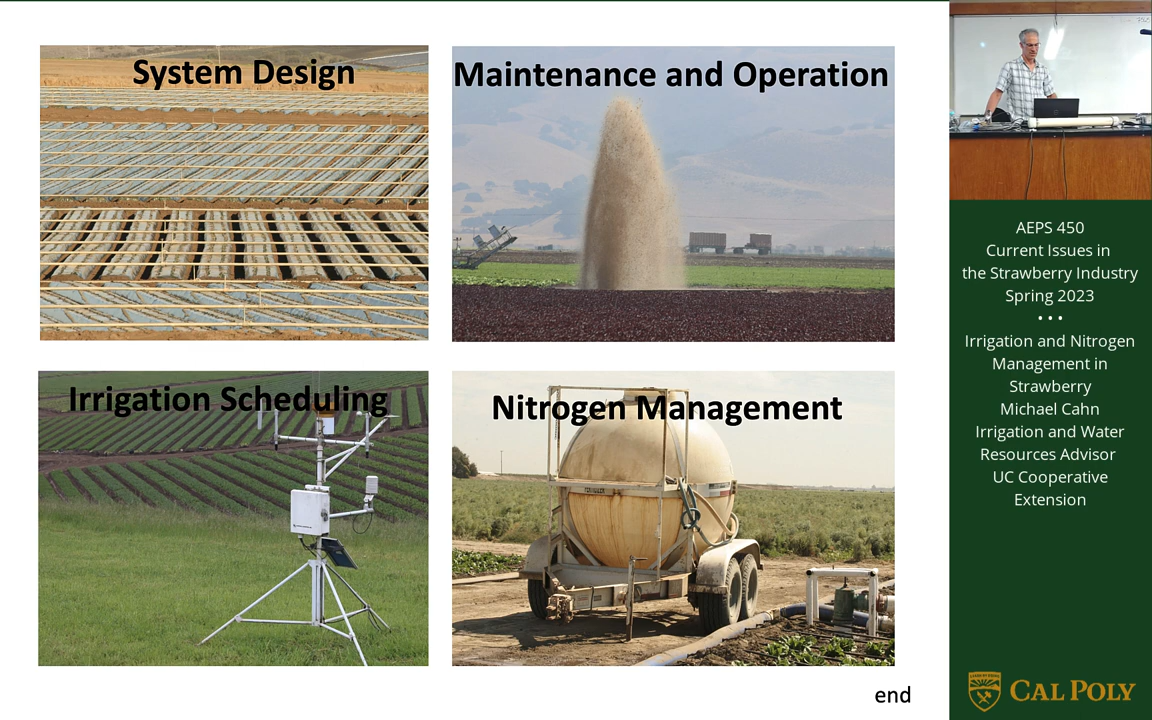 System Design
Maintenance and Operation
Irrigation Scheduling
Nitrogen Management
end
AEPS 450
Current Issues in
the Strawberry Industry
Spring 2023
• • •
Irrigation and Nitrogen
Management in
Strawberry
Michael Cahn
Irrigation and Water
Resources Advisor
UC Cooperative
Extension
CAL POLY